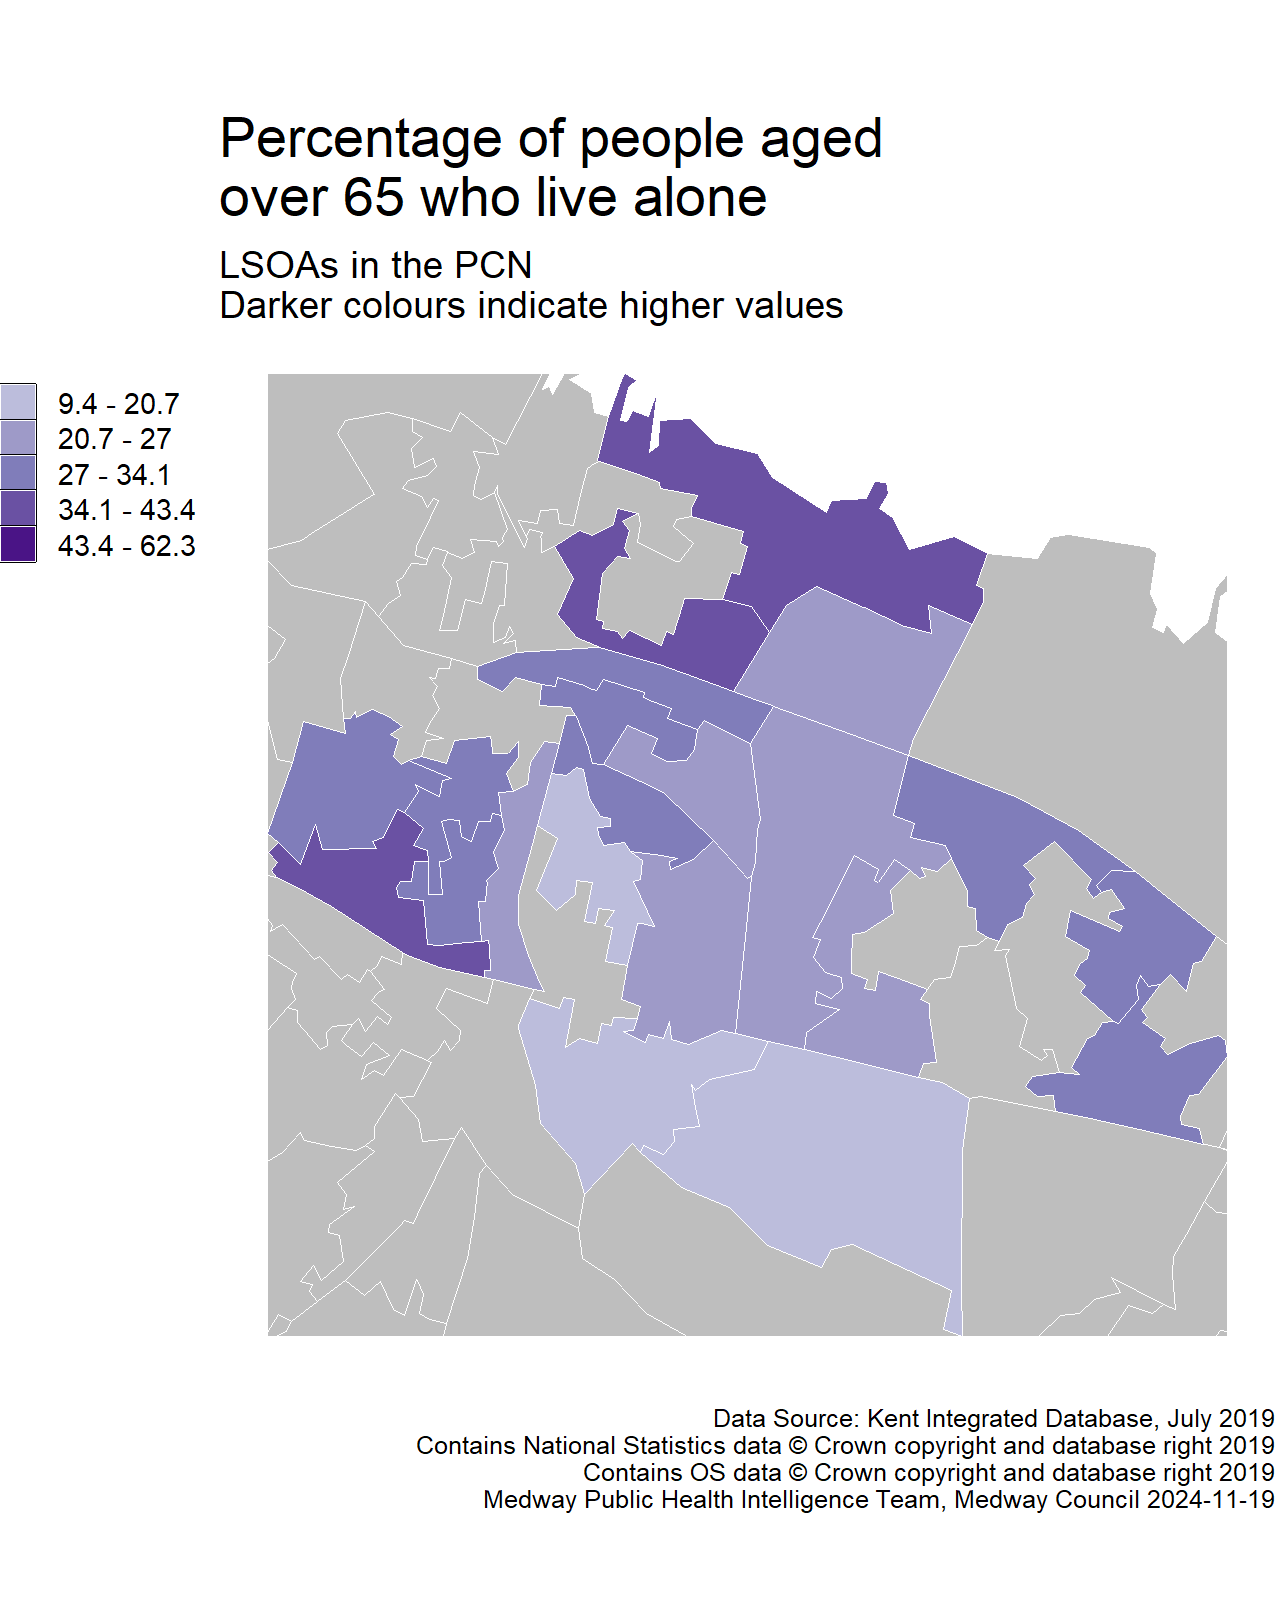 Percentage of people aged
over 65 who live alone
LSOAs in the PCN
Darker colours indicate higher values
9.4 - 20.7
20.7 - 27
27 - 34.1
34.1 - 43.4
43.4 - 62.3
Data Source: Kent Integrated Database, July 2019
Contains National Statistics data © Crown copyright and database right 2019
Contains OS data © Crown copyright and database right 2019
Medway Public Health Intelligence Team, Medway Council 2024-11-19